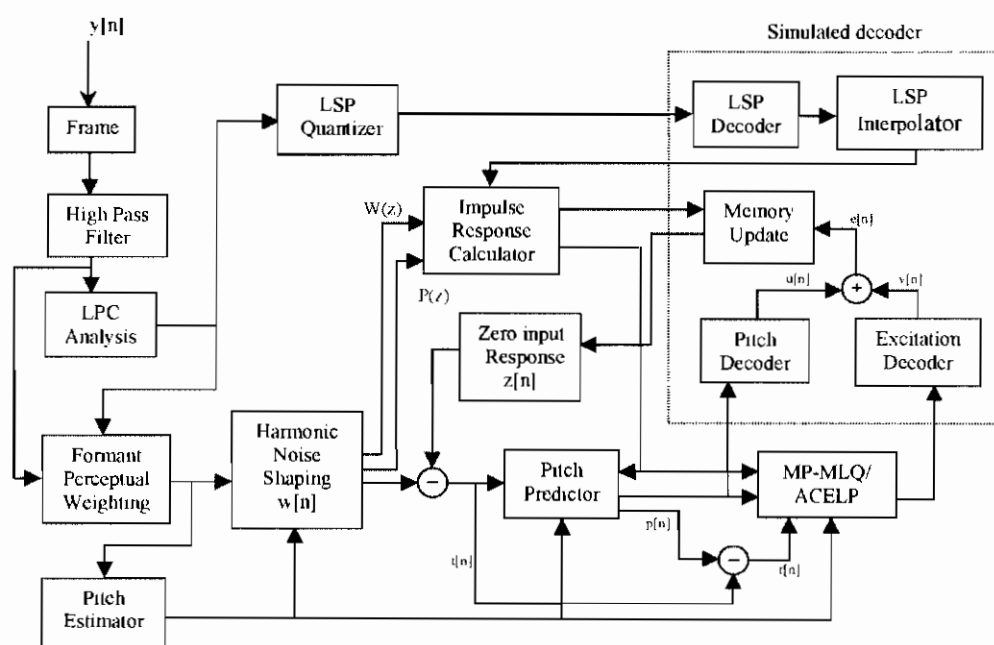 y[n]
Simulated decoder
Frame
LSP
Quantizer
LSP
Decoder
LSP
Interpolator
High Pass
Filter
W(z)
Impulse
Response
Calculator
Memory
Update
e[n]
LPC
Analysis
P(z)
u[n]
+
v[n]
Zero input
Response
z[n]
Pitch
Decoder
Excitation
Decoder
Formant
Perceptual
Weighting
Harmonic
Noise
Shaping
w[n]
−
Pitch
Predictor
MP-MLQ/
ACELP
p[n]
−
t[n]
r[n]
Pitch
Estimator